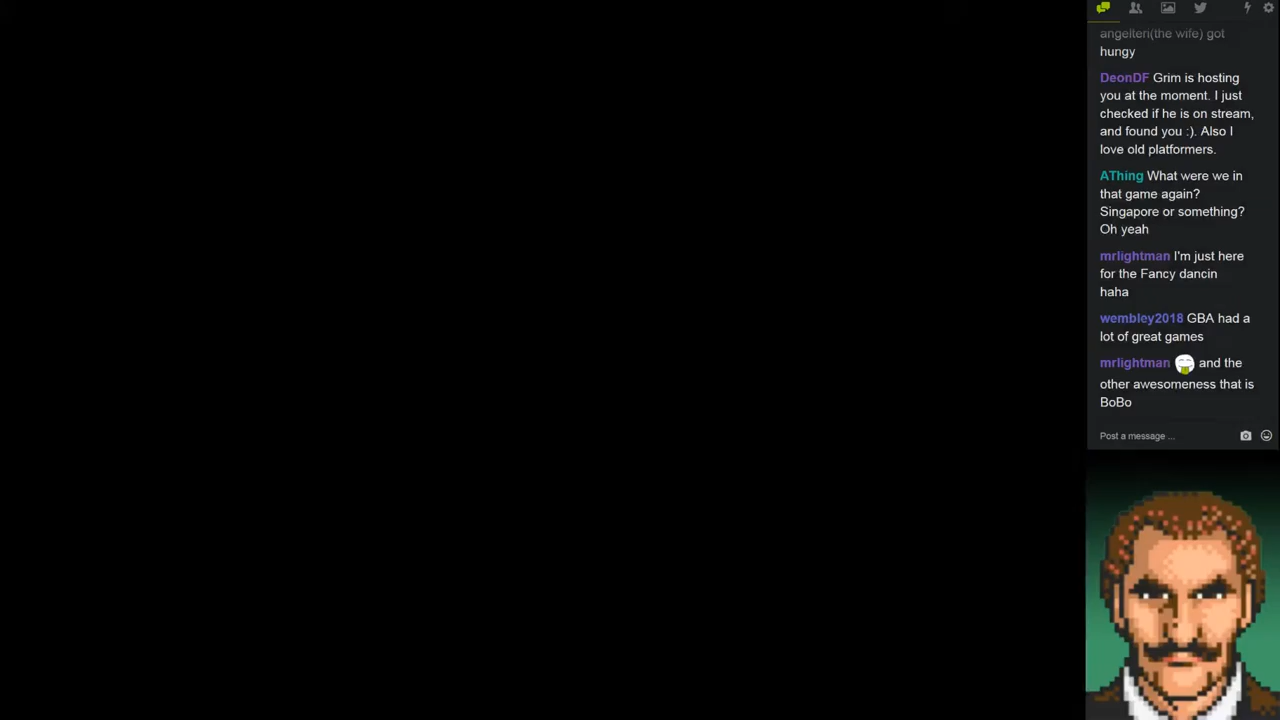 angelteri(the wife) got
hungy
DeonDF Grim is hosting
you at the moment. I just
checked if he is on stream,
and found you :). Also I
love old platformers.
AThing What were we in
that game again?
Singapore or something?
Oh yeah
mrlightman I'm just here
for the Fancy dancin
haha
wembley2018 GBA had a
lot of great games
mrlightman and the
other awesomeness that is
BoBo
Post a message ...